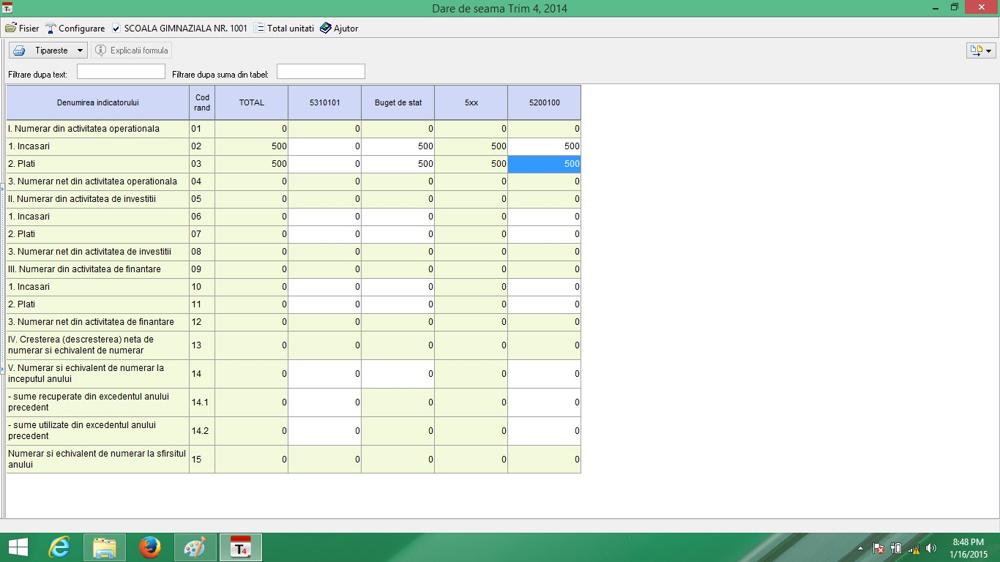 Dare de seama Trim 4, 2014
Fisier Configurare SCOALA GIMNAZIALA NR. 1001 Total unitati Ajutor
Tipareste Explicatii formula
Filtrare dupa text: Filtrare dupa suma din tabel:
Denumirea indicatorului Cod rand TOTAL 5310101 Buget de stat 5xx 5200100
I. Numerar din activitatea operationala 01 0 0 0 0 0
1. Incasari 02 500 0 500 500 500
2. Plati 03 500 0 500 500 500
3. Numerar net din activitatea operationala 04 0 0 0 0 0
II. Numerar din activitatea de investitii 05 0 0 0 0 0
1. Incasari 06 0 0 0 0 0
2. Plati 07 0 0 0 0 0
3. Numerar net din activitatea de investitii 08 0 0 0 0 0
III. Numerar din activitatea de finantare 09 0 0 0 0 0
1. Incasari 10 0 0 0 0 0
2. Plati 11 0 0 0 0 0
3. Numerar net din activitatea de finantare 12 0 0 0 0 0
IV. Cresterea (descresterea) neta de
numerar si echivalent de numerar 13 0 0 0 0 0
V. Numerar si echivalent de numerar la
inceputul anului 14 0 0 0 0 0
- sume recuperate din excedentul anului
precedent 14.1 0 0 0 0 0
- sume utilizate din excedentul anului
precedent 14.2 0 0 0 0 0
Numerar si echivalent de numerar la sfirsitul
anului 15 0 0 0 0 0
T4
8:48 PM
1/16/2015